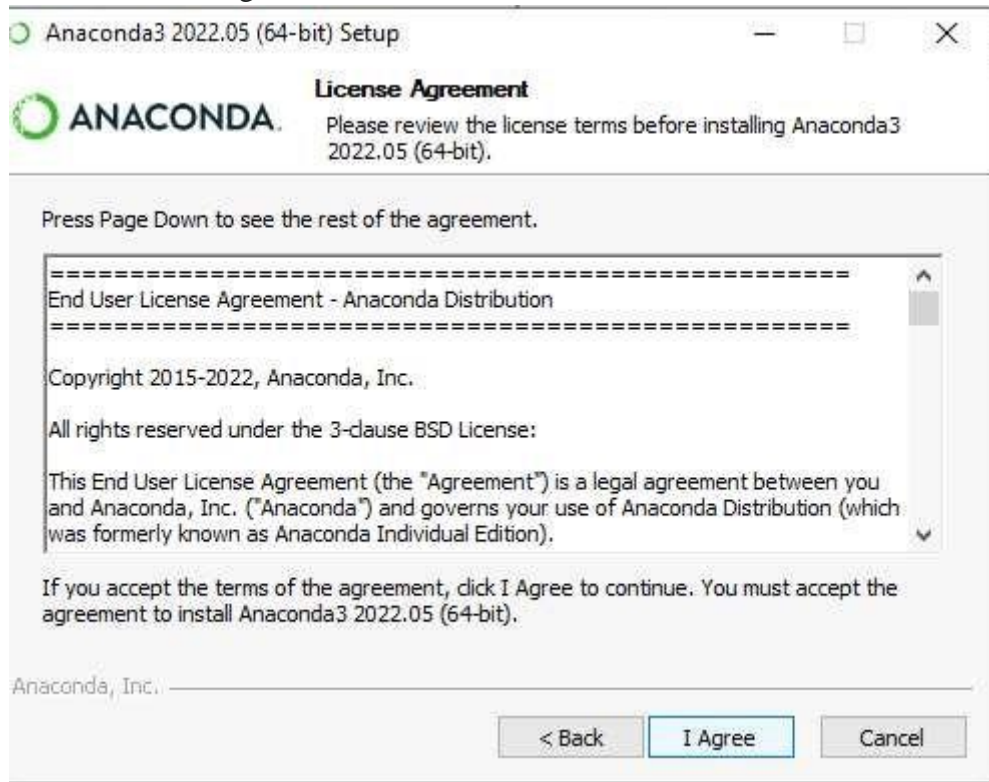 Anaconda3 2022.05 (64-bit) Setup
ANACONDA.
License Agreement
Please review the license terms before installing Anaconda3
2022.05 (64-bit).
Press Page Down to see the rest of the agreement.
==================================================
End User License Agreement - Anaconda Distribution
==================================================
Copyright 2015-2022, Anaconda, Inc.
All rights reserved under the 3-clause BSD License:
This End User License Agreement (the "Agreement") is a legal agreement between you
and Anaconda, Inc. ("Anaconda") and governs your use of Anaconda Distribution (which
was formerly known as Anaconda Individual Edition).
If you accept the terms of the agreement, click I Agree to continue. You must accept the
agreement to install Anaconda3 2022.05 (64-bit).
Anaconda, Inc.
< Back
I Agree
Cancel